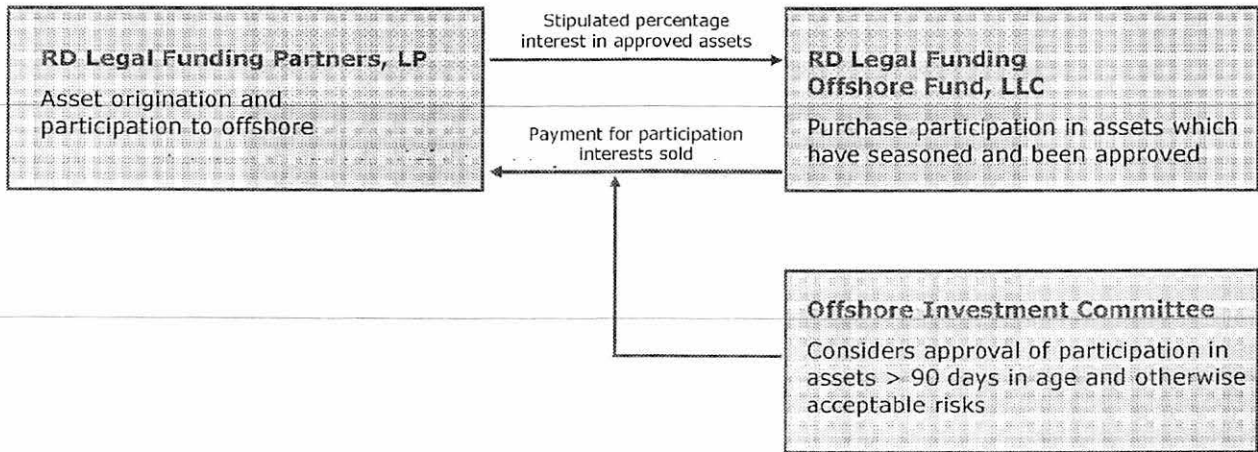 RD Legal Funding Partners, LP
Asset origination and
participation to offshore
Stipulated percentage
interest in approved assets
Payment for participation
interests sold
RD Legal Funding
Offshore Fund, LLC
Purchase participation in assets which
have seasoned and been approved
Offshore Investment Committee
Considers approval of participation in
assets > 90 days in age and otherwise
acceptable risks